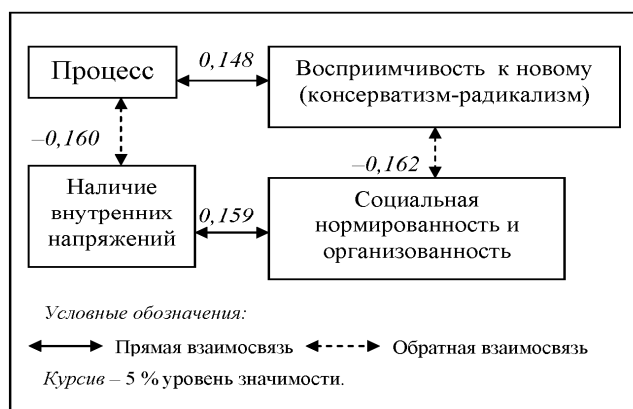 Процесс
0,148
Восприимчивость к новому
(консерватизм-радикализм)
–0,160
–0,162
Наличие
внутренних
напряжений
0,159
Социальная
нормированность и
организованность
Условные обозначения:
Прямая взаимосвязь
Обратная взаимосвязь
Курсив – 5 % уровень значимости.